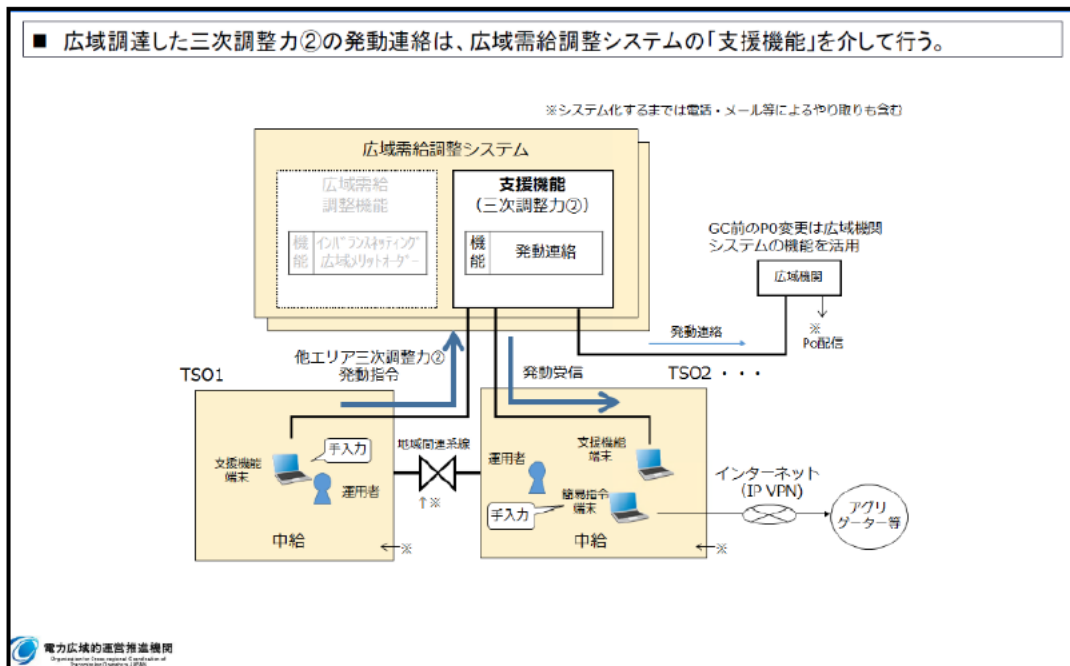 ■ 広域調達した三次調整力②の発動連絡は、広域需給調整システムの「支援機能」を介して行う。
※システム化するまでは電話・メール等によるやり取りも含む
広域需給調整システム
広域需給
調整機能
機能
インバランスネッティング
広域メリットオーダー
支援機能
(三次調整力②)
機能
発動連絡
GC前のP0変更は広域機関
システムの機能を活用
広域機関
発動連絡
※
Po配信
他エリア三次調整力②
発動指令
発動受信
TSO1
TSO2 ・・・
手入力
支援機能
端末
運用者
中給
←※
地域間連系線
↑※
運用者
支援機能
端末
簡易指令
端末
手入力
中給
←※
インターネット
(IP VPN)
アグリ
ゲーター等
電力広域的運営推進機関
Organization for Cross-regional Coordination of
Transmission Operators, JAPAN